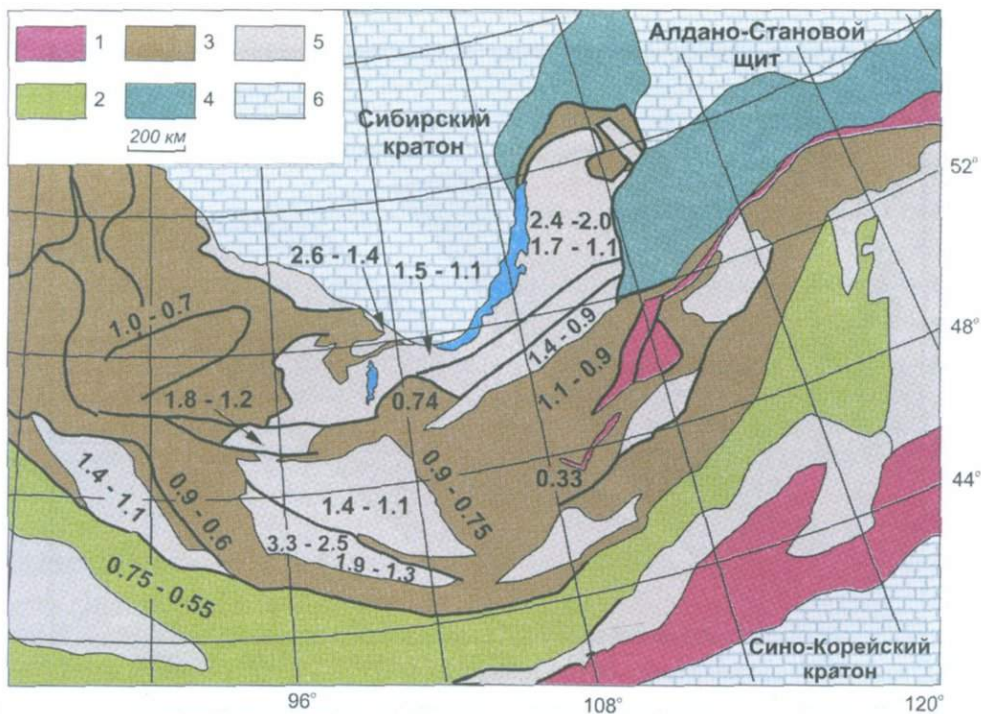 1
3
5
2
4
6
200 км
Алдано-Становой
щит
Сибирский
кратон
52°
2.4 -2.0
1.7 - 1.1
2.6 - 1.4
1.5 - 1.1
1.0 - 0.7
48°
1.4 - 0.9
1.8 - 1.2
0.74
1.1 - 0.9
1.4 - 1.1
0.9 - 0.6
0.9 - 0.75
0.33
44°
1.4 - 1.1
3.3 - 2.5
1.9 - 1.3
0.75 - 0.55
Сино-Корейский
кратон
96°
108°
120°